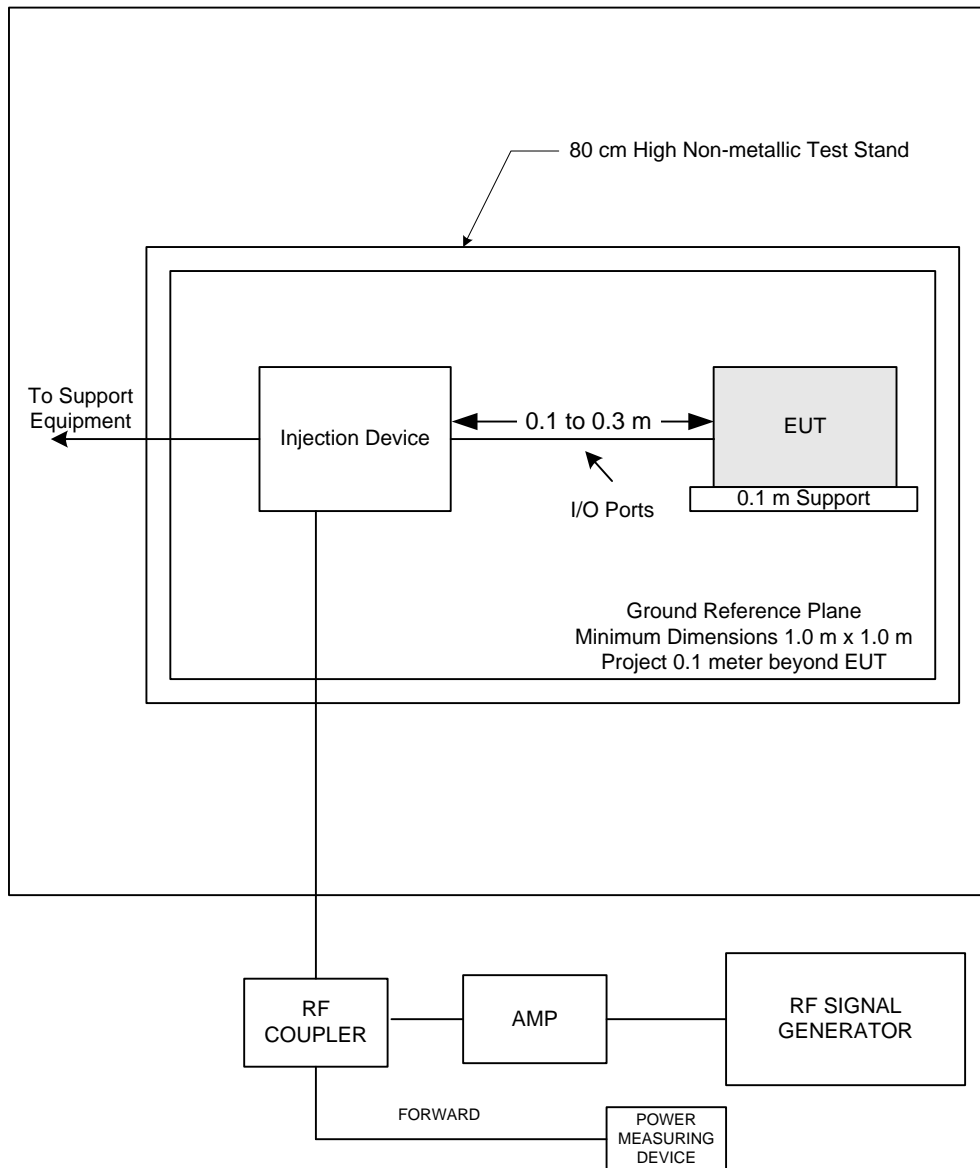 80 cm High Non-metallic Test Stand
To Support
Equipment
Injection Device
0.1 to 0.3 m
EUT
0.1 m Support
I/O Ports
Ground Reference Plane
Minimum Dimensions 1.0 m x 1.0 m
Project 0.1 meter beyond EUT
RF
COUPLER
AMP
RF SIGNAL
GENERATOR
FORWARD
POWER
MEASURING
DEVICE